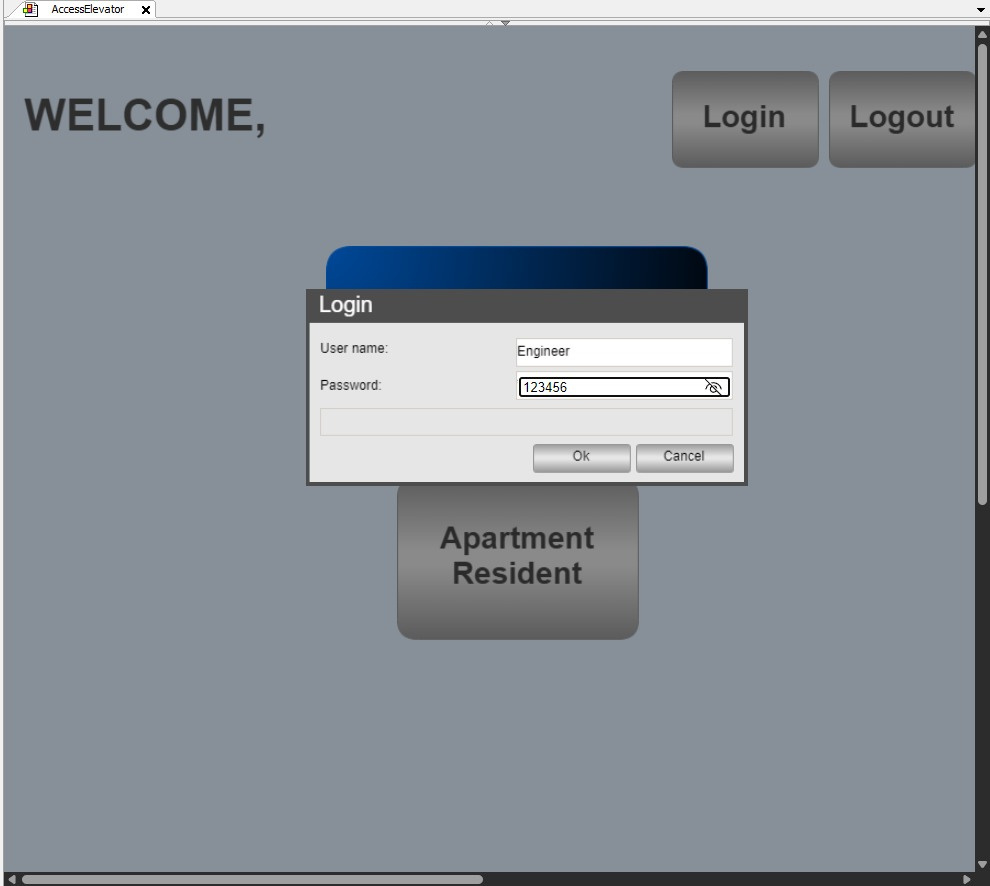 AccessElevator
WELCOME,
Login
Logout
Login
User name:
Engineer
Password:
123456
Ok
Cancel
Apartment
Resident